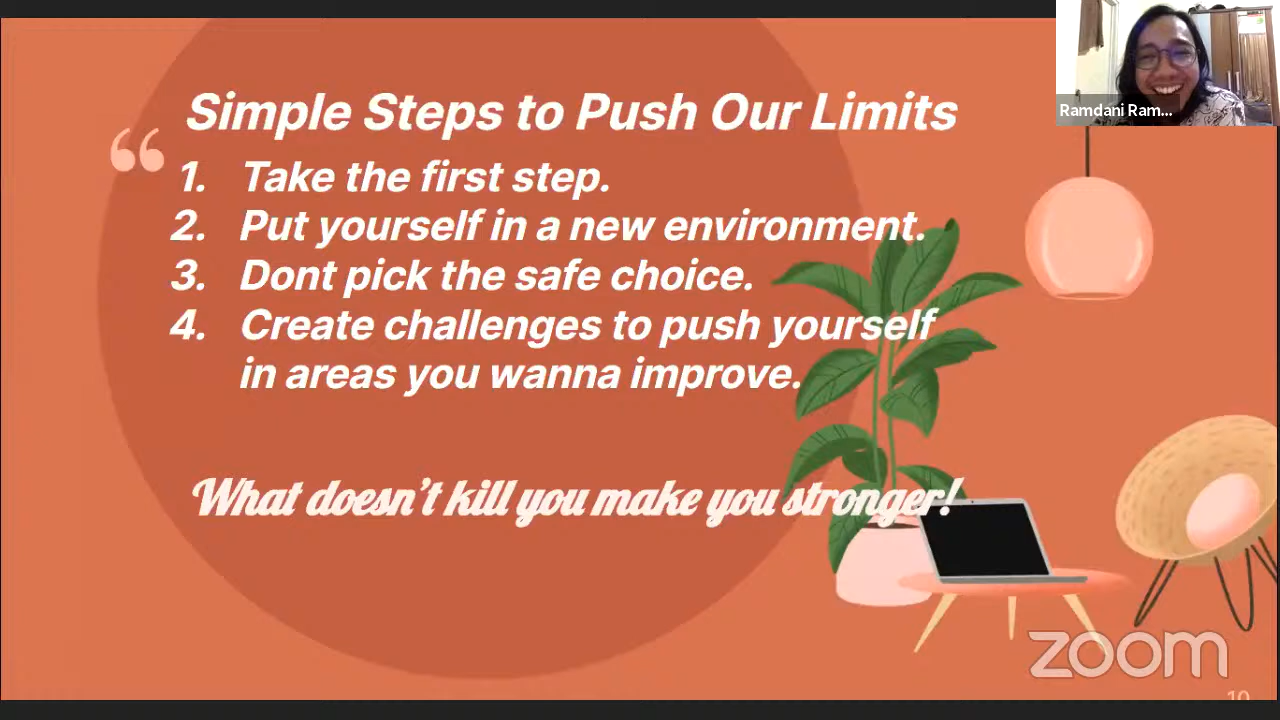 Simple Steps to Push Our Limits
1. Take the first step.
2. Put yourself in a new environment.
3. Dont pick the safe choice.
4. Create challenges to push yourself
in areas you wanna improve.
What doesn't kill you make you stronger!
Ramdani Ram...
zoom
10